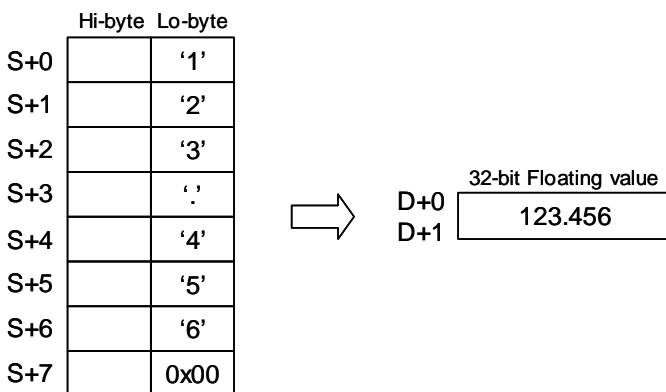 Hi-byte Lo-byte
S+0 ‘1’
S+1 ‘2’
S+2 ‘3’
S+3 ‘.’
S+4 ‘4’
S+5 ‘5’
S+6 ‘6’
S+7 0x00
32-bit Floating value
D+0
D+1
123.456